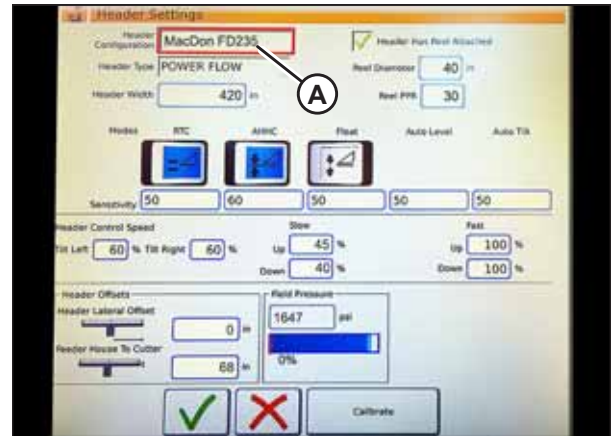 Header Settings
Header Configuration MacDon FD235
Header Has Reel Attached
Header Type POWER FLOW
Reel Diameter 40 in
Header Width 420 in
A
Reel PPR 30
Modes RTC AHHC Float Auto Level Auto Tilt
Sensitivity 50 60 50 50 50
Header Control Speed
Slow
Fast
Tilt Left 60 % Tilt Right 60 %
Up 45 %
Up 100 %
Down 40 %
Down 100 %
Header Offsets
Field Pressure
Header Lateral Offset
0 in
1647 psi
Feeder House To Cutter
68 in
0%
Calibrate